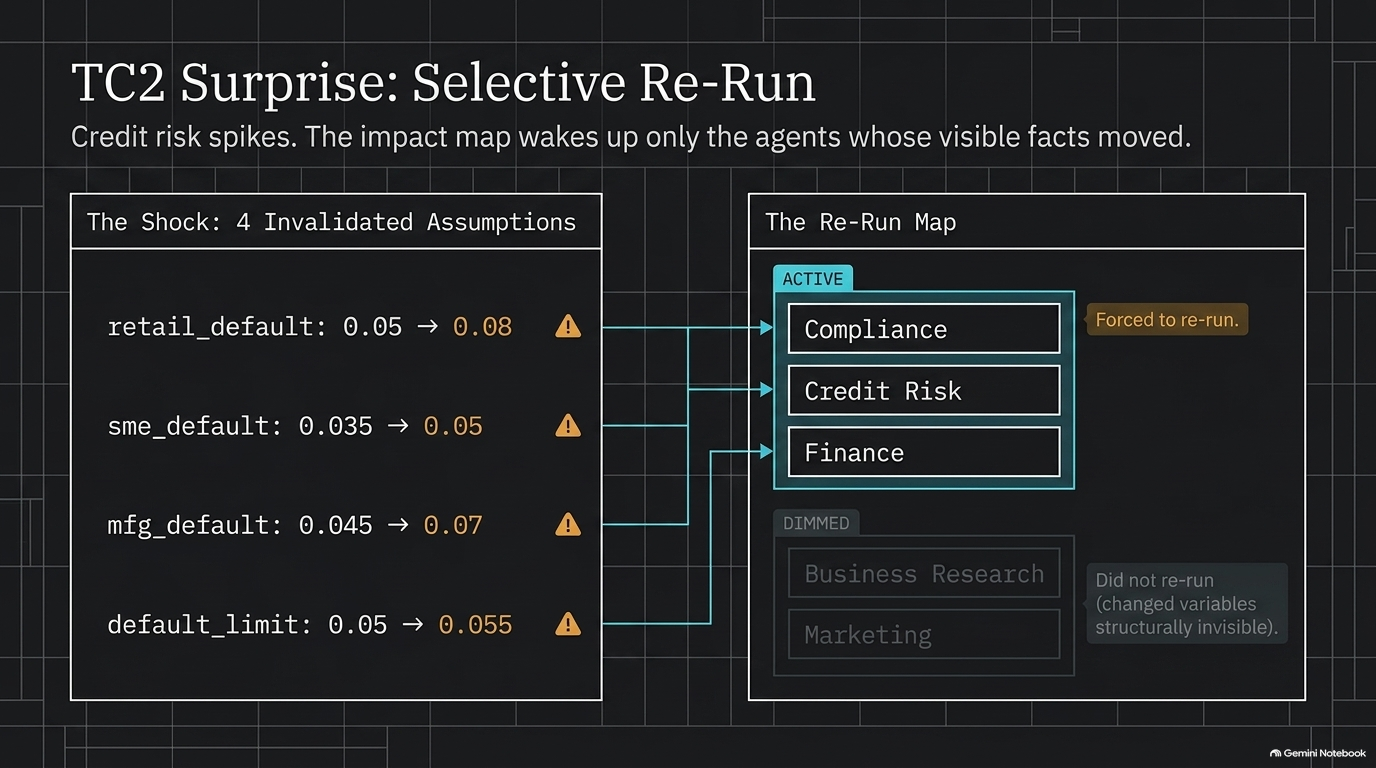 TC2 Surprise: Selective Re-Run
Credit risk spikes. The impact map wakes up only the agents whose visible facts moved.
The Shock: 4 Invalidated Assumptions
retail_default: 0.05 → 0.08
sme_default: 0.035 → 0.05
mfg_default: 0.045 → 0.07
default_limit: 0.05 → 0.055
The Re-Run Map
ACTIVE
Compliance
Forced to re-run.
Credit Risk
Finance
DIMMED
Business Research
Marketing
Did not re-run
(changed variables
structurally invisible).
Gemini Notebook